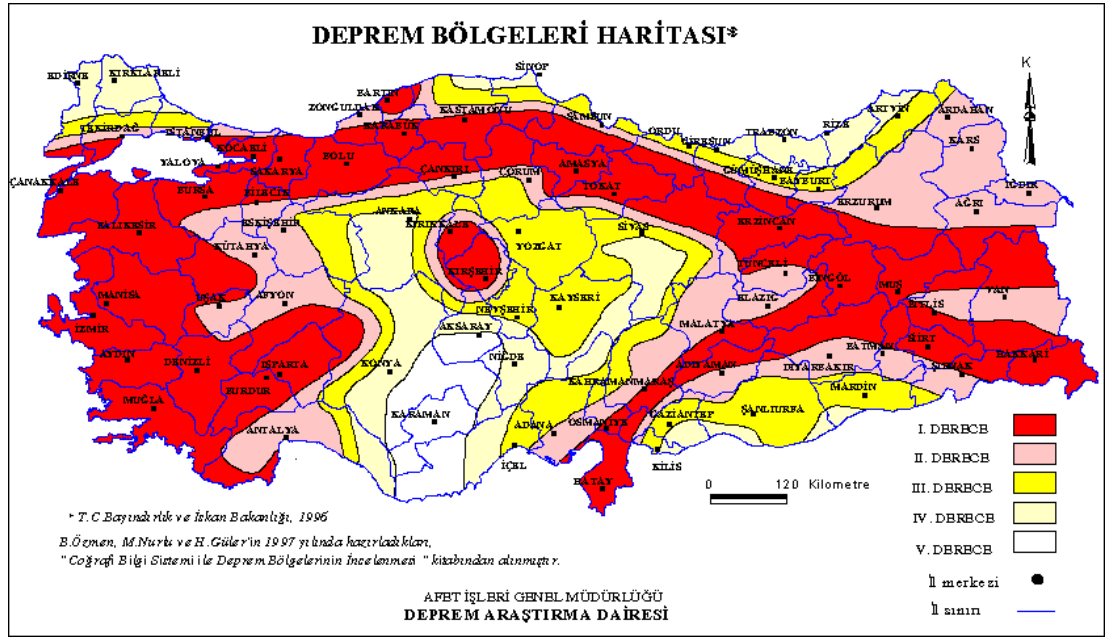 DEPREM BÖLGELERİ HARİTASI*
K
SİNOP
EDİRNE
KIRKLARELİ
BARTIN
ZONGULDAK
KASTAMONU
KARABÜK
SAMSUN
ORDU
GİRESUN
TRABZON
RİZE
ARTVİN
ARDAHAN
KARS
TEKİRDAĞ
İSTANBUL
KOCAELİ
YALOVA
SAKARYA
BOLU
ÇANKIRI
ÇORUM
AMASYA
TOKAT
GÜMÜŞHANE
BAYBURT
ERZURUM
AĞRI
IĞDIR
ÇANAKKALE
BURSA
BİLECİK
BALIKESİR
ESKİŞEHİR
KÜTAHYA
ANKARA
KIRIKKALE
YOZGAT
SİVAS
ERZİNCAN
TUNCELİ
BİNGÖL
MUŞ
VAN
KIRŞEHİR
MANİSA
UŞAK
AFYON
İZMİR
NEVŞEHİR
KAYSERİ
ELAZIĞ
BİTLİS
MALATYA
AKSARAY
NİĞDE
AYDIN
DENİZLİ
ISPARTA
BURDUR
KONYA
KAHRAMANMARAŞ
ADIYAMAN
DİYARBAKIR
BATMAN
SİİRT
ŞIRNAK
HAKKARİ
MARDİN
MUĞLA
ANTALYA
KARAMAN
İÇEL
ADANA
OSMANİYE
GAZİANTEP
ŞANLIURFA
KİLİS
HATAY
0 120 Kilometre
I. DERECE
II. DERECE
III. DERECE
IV. DERECE
V. DERECE
İl merkezi
İl sınırı
* T.C.Bayındırlık ve İskan Bakanlığı, 1996
B.Özmen, M.Nurlu ve H.Güler'in 1997 yılında hazırladıkları,
" Coğrafi Bilgi Sistemi ile Deprem Bölgelerinin İncelenmesi " kitabından alınmıştır.
AFET İŞLERİ GENEL MÜDÜRLÜĞÜ
DEPREM ARAŞTIRMA DAİRESİ